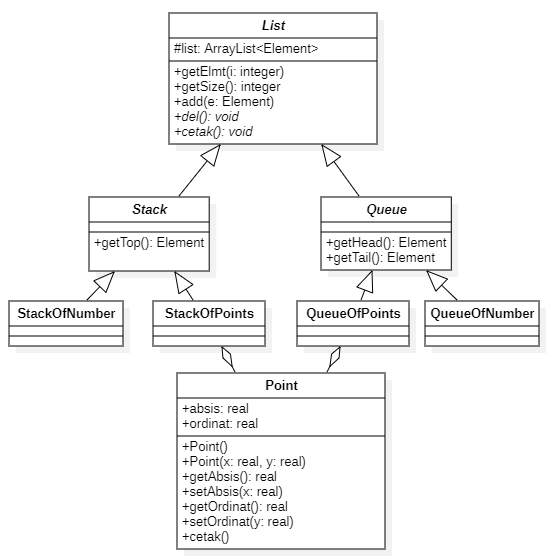 List
#list: ArrayList<Element>
+getElmt(i: integer)
+getSize(): integer
+add(e: Element)
+del(): void
+cetak(): void
Stack
+getTop(): Element
Queue
+getHead(): Element
+getTail(): Element
StackOfNumber
StackOfPoints
QueueOfPoints
QueueOfNumber
Point
+absis: real
+ordinat: real
+Point()
+Point(x: real, y: real)
+getAbsis(): real
+setAbsis(x: real)
+getOrdinat(): real
+setOrdinat(y: real)
+cetak()